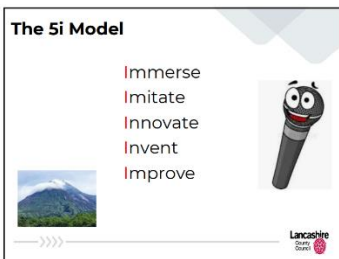 The 5i Model
Immerse
Imitate
Innovate
Invent
Improve
Lancashire
County
Council